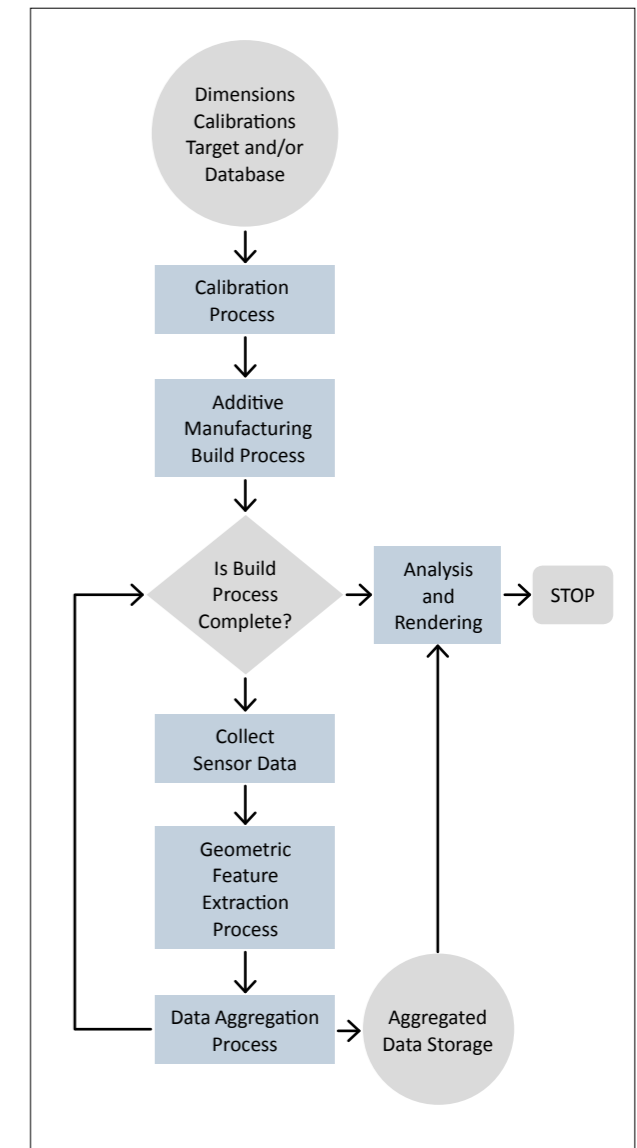 Dimensions
Calibrations
Target and/or
Database
Calibration
Process
Additive
Manufacturing
Build Process
Is Build
Process
Complete?
Analysis
and
Rendering
STOP
Collect
Sensor Data
Geometric
Feature
Extraction
Process
Data Aggregation
Process
Aggregated
Data Storage